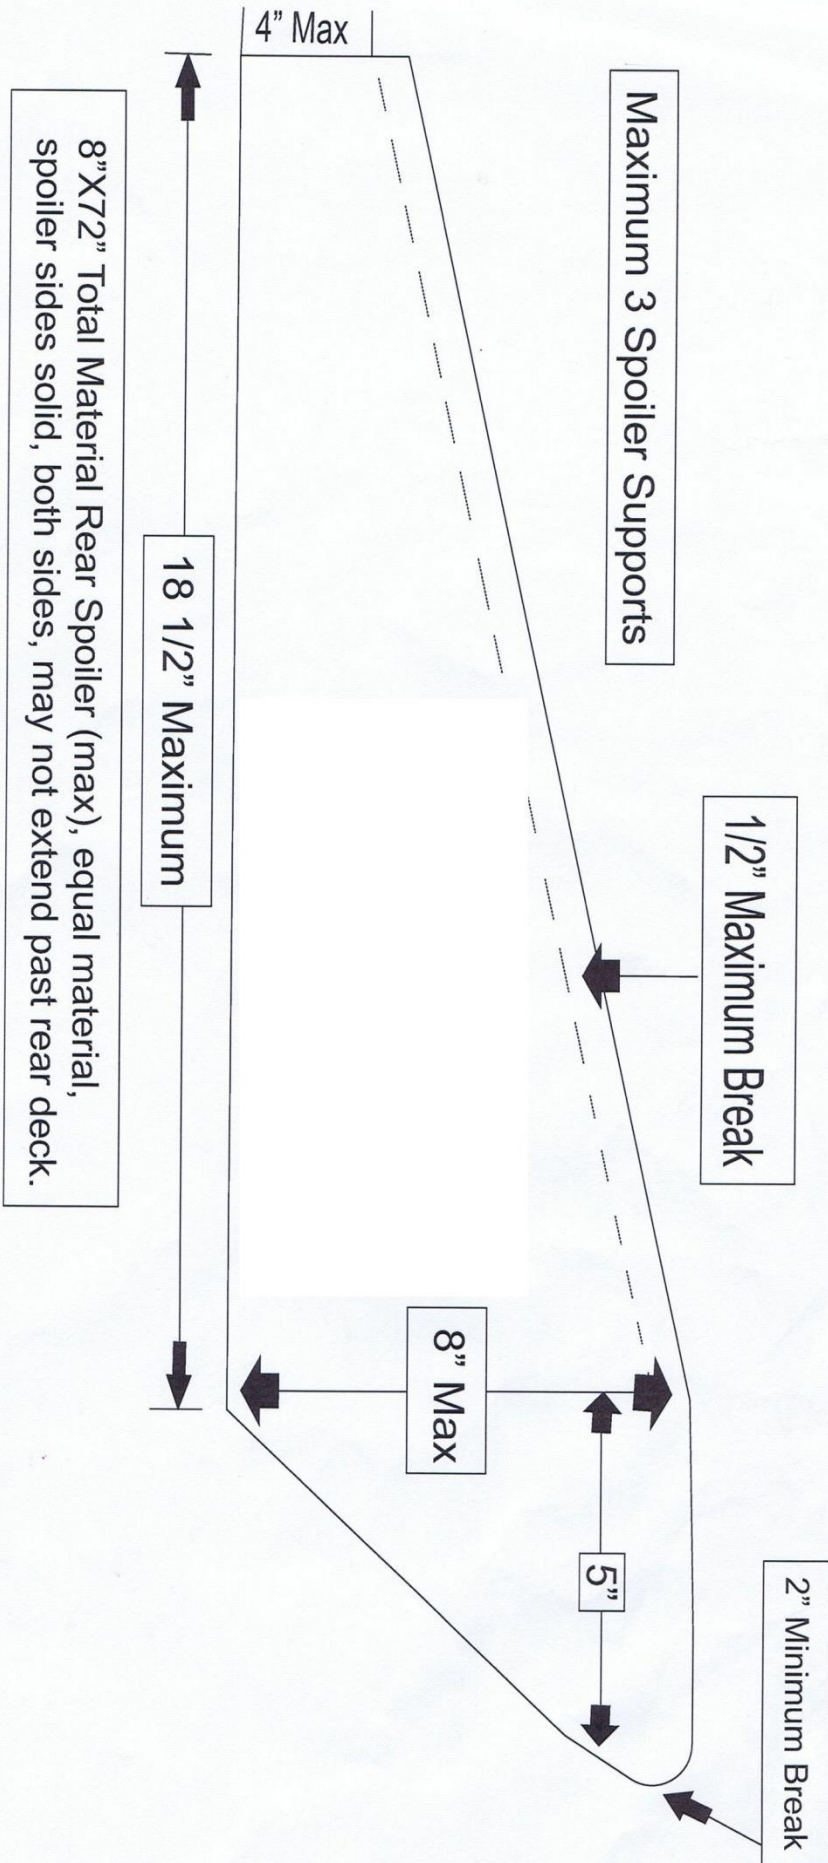 4” Max
Maximum 3 Spoiler Supports
1/2” Maximum Break
2” Minimum Break
5”
8” Max
18 1/2” Maximum
8”X72” Total Material Rear Spoiler (max), equal material,
spoiler sides solid, both sides, may not extend past rear deck.